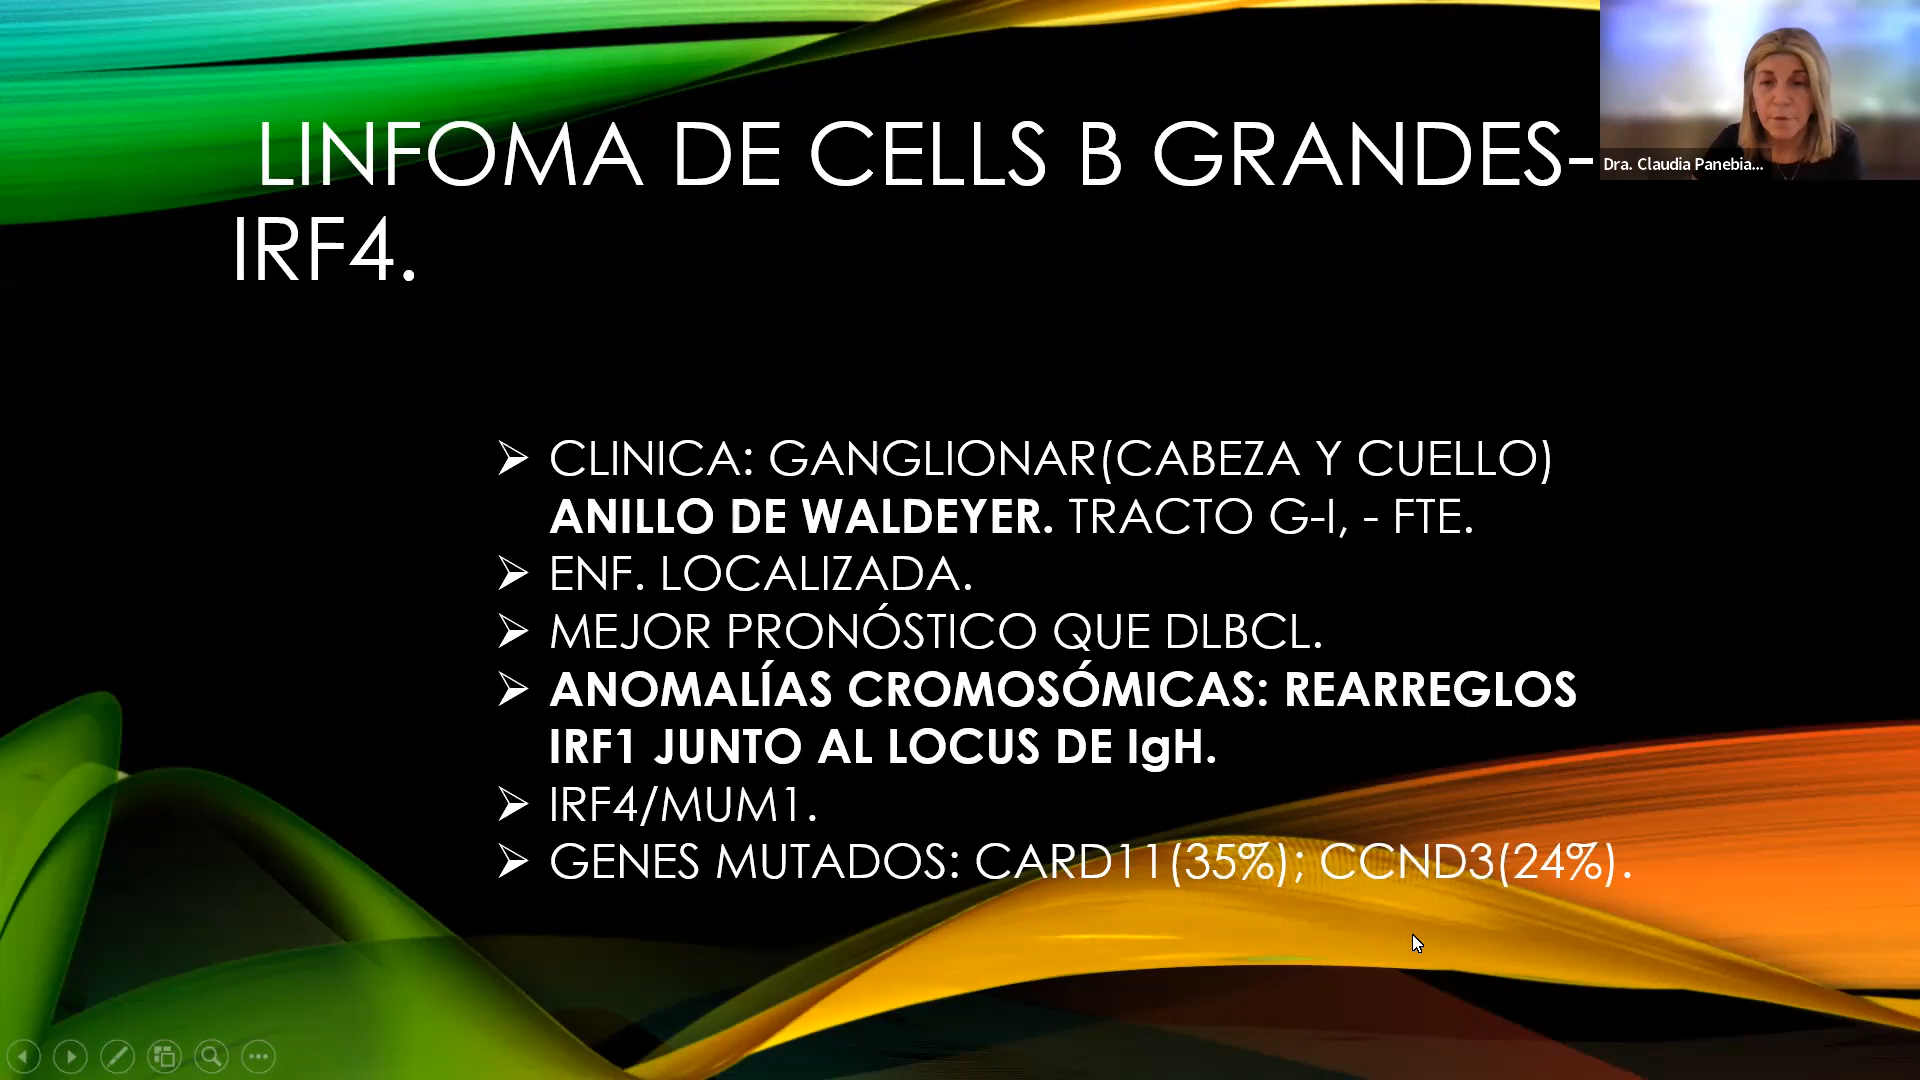 LINFOMA DE CELLS B GRANDES-
IRF4.
Dra. Claudia Panebia...
➢ CLINICA: GANGLIONAR(CABEZA Y CUELLO)
ANILLO DE WALDEYER. TRACTO G-I, - FTE.
➢ ENF. LOCALIZADA.
➢ MEJOR PRONÓSTICO QUE DLBCL.
➢ ANOMALÍAS CROMOSÓMICAS: REARREGLOS
IRF1 JUNTO AL LOCUS DE IgH.
➢ IRF4/MUM1.
➢ GENES MUTADOS: CARD11(35%); CCND3(24%).